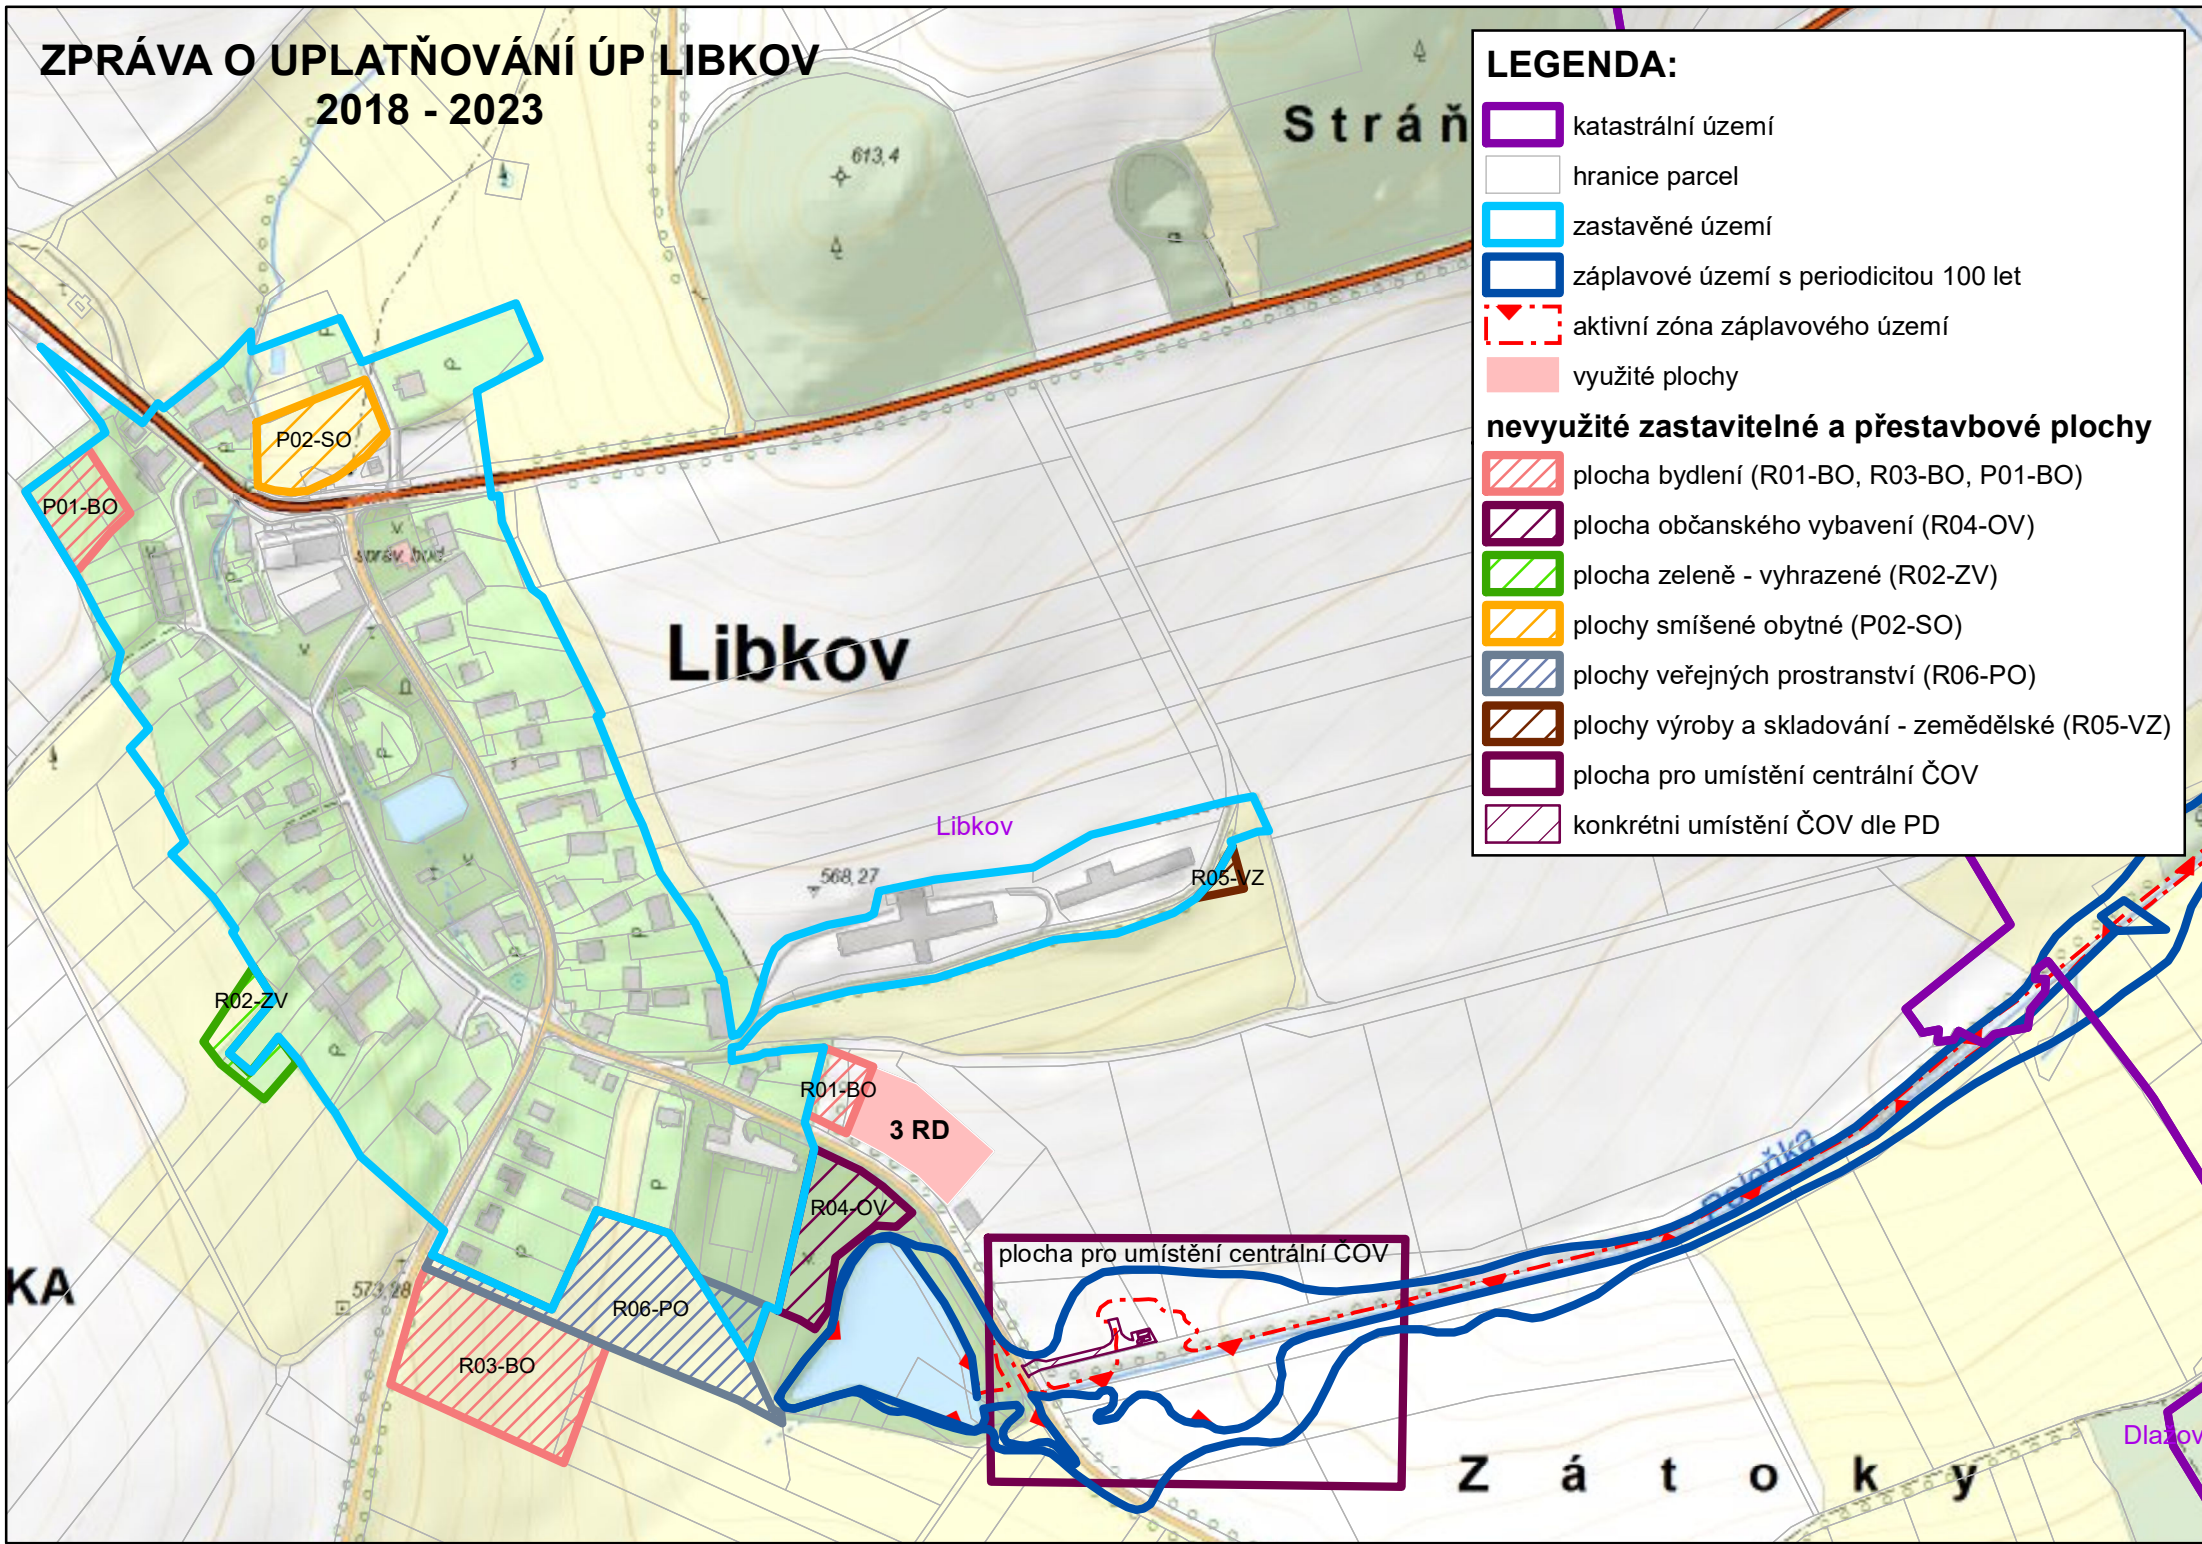 ZPRÁVA O UPLATŇOVÁNÍ ÚP LIBKOV
2018 - 2023
LEGENDA:
katastrální území
hranice parcel
zastavěné území
záplavové území s periodicitou 100 let
aktivní zóna záplavového území
využité plochy
nevyužité zastavitelné a přestavbové plochy
plocha bydlení (R01-BO, R03-BO, P01-BO)
plocha občanského vybavení (R04-OV)
plocha zeleně - vyhrazené (R02-ZV)
plochy smíšené obytné (P02-SO)
plochy veřejných prostranství (R06-PO)
plochy výroby a skladování - zemědělské (R05-VZ)
plocha pro umístění centrální ČOV
konkrétni umístění ČOV dle PD
Stráň
613,4
P02-SO
P01-BO
správ. bud.
Libkov
Libkov
568,27
R05-VZ
R02-ZV
R01-BO
3 RD
R04-OV
plocha pro umístění centrální ČOV
KA
573,28
R06-PO
R03-BO
Zátoky
Dlažov